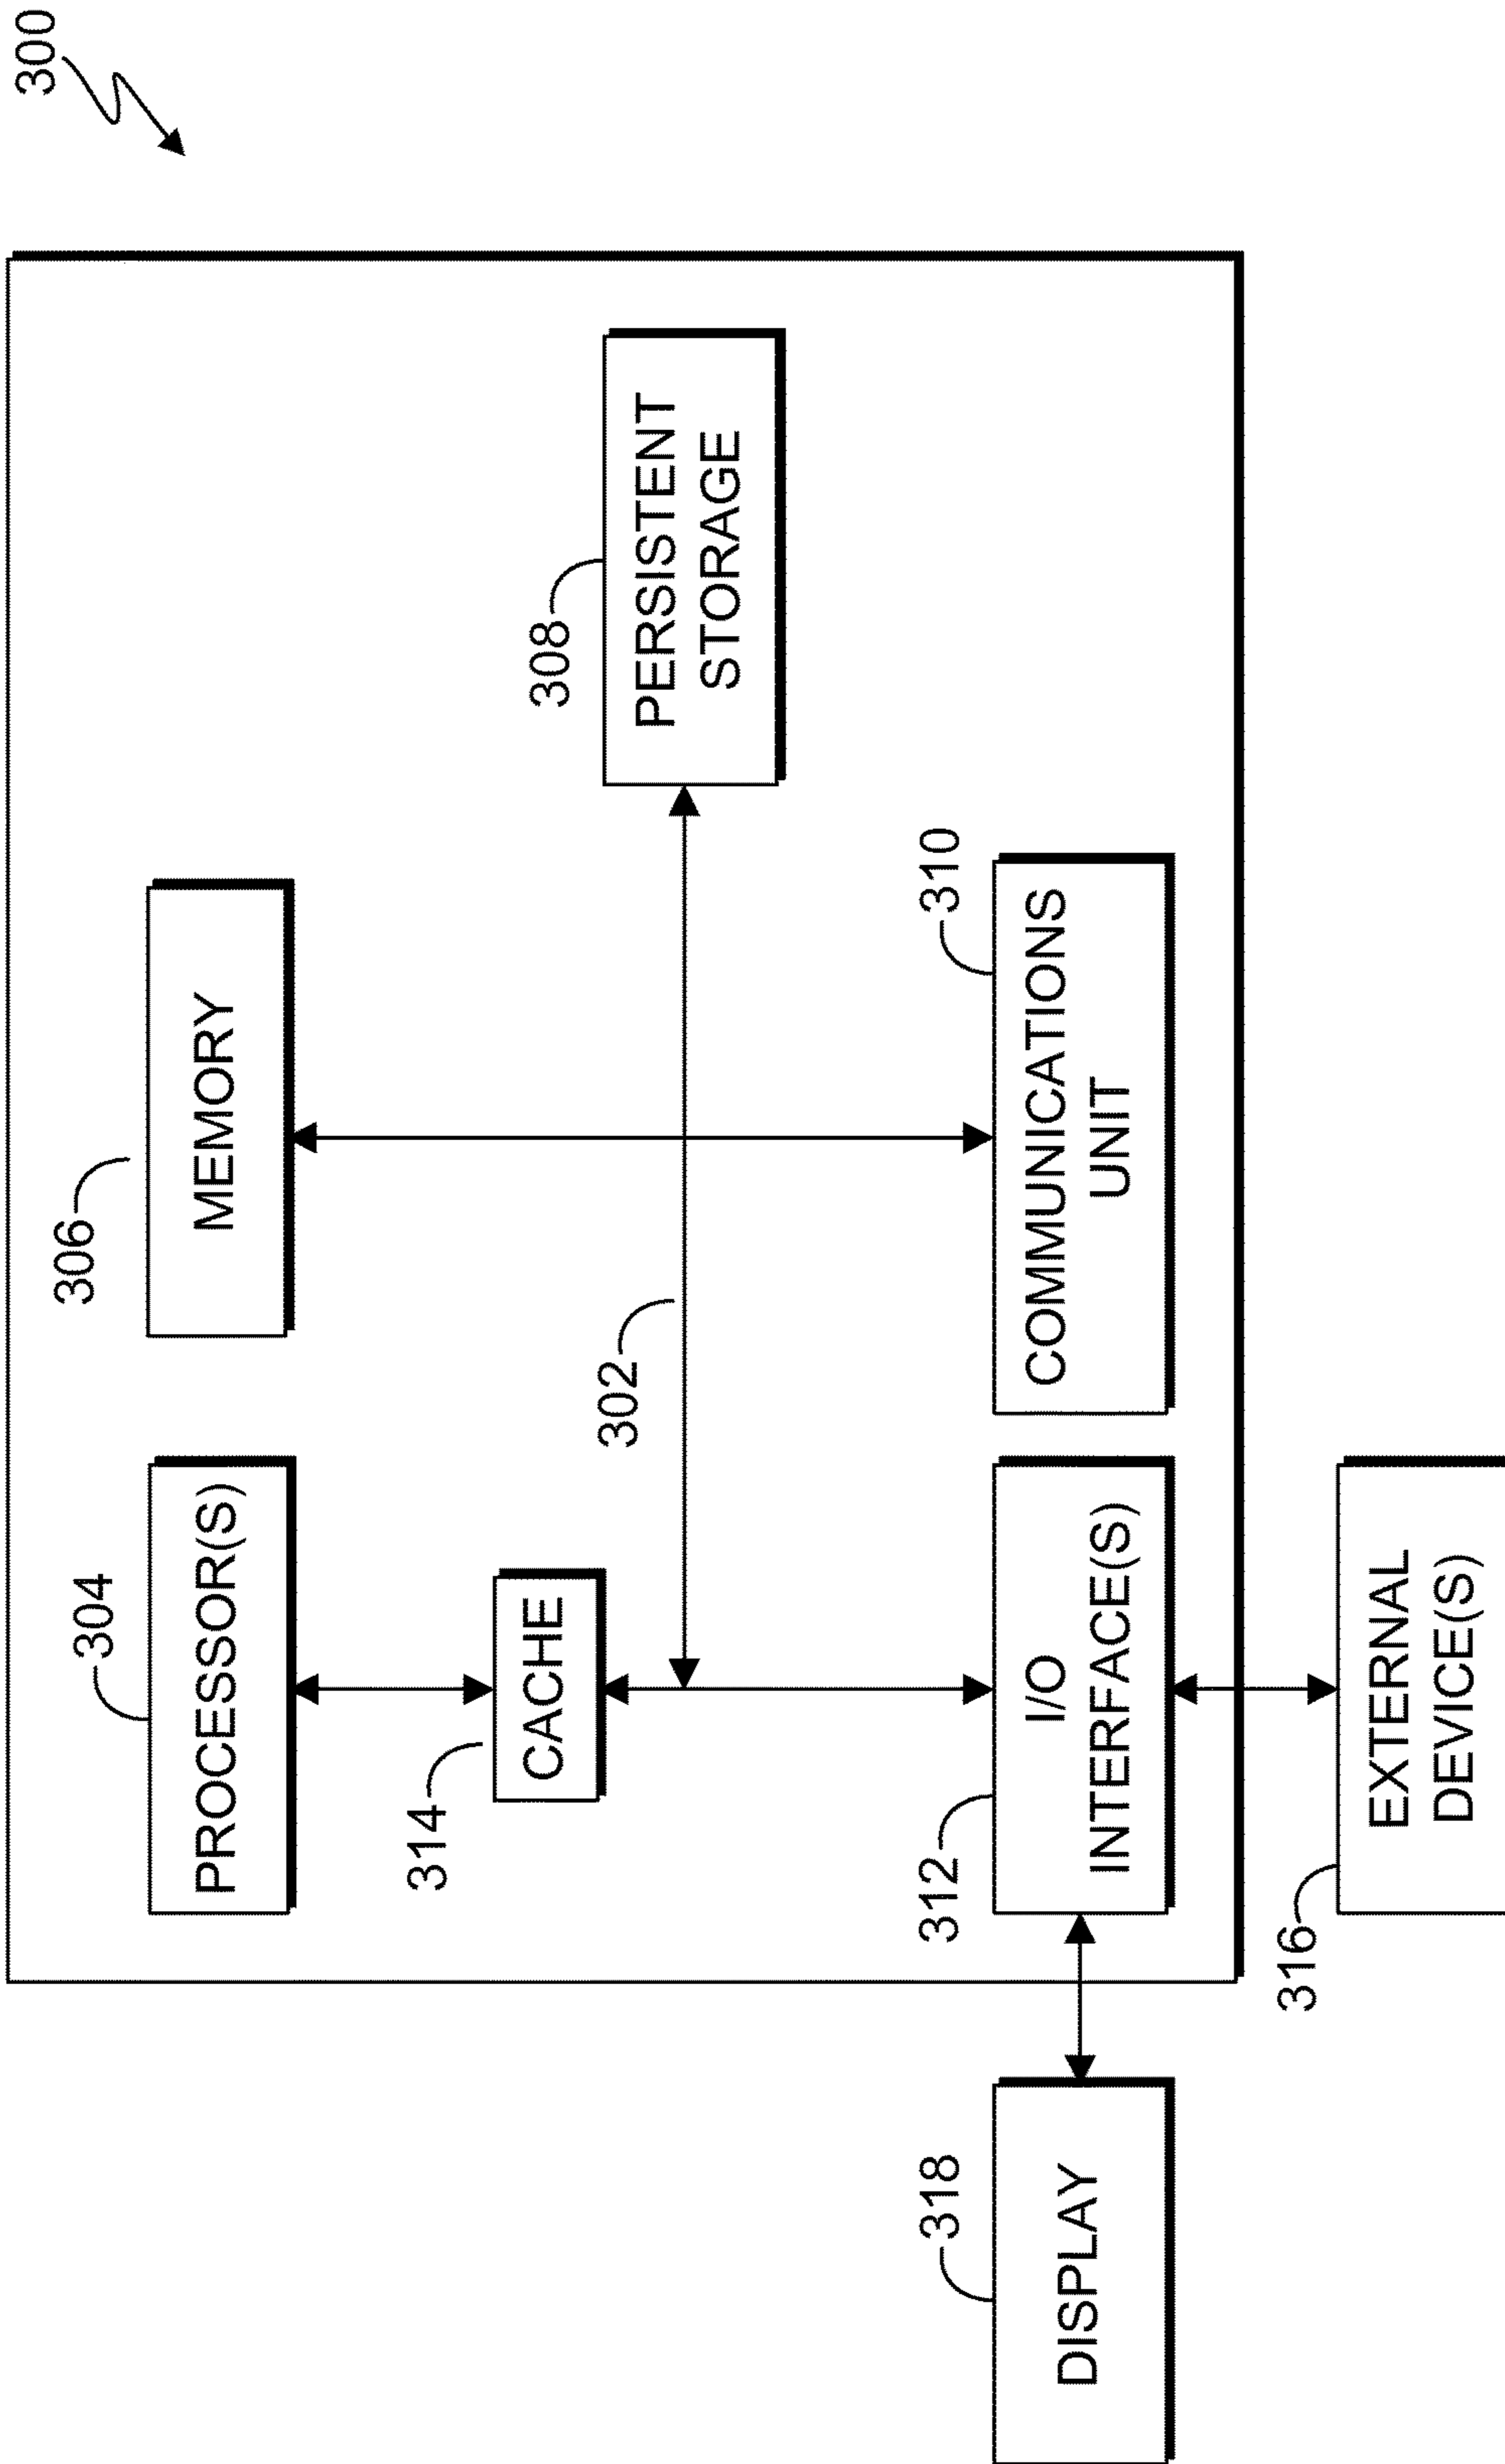 300
304
PROCESSOR(S)
306
MEMORY
314
CACHE
302
308
PERSISTENT
STORAGE
318
DISPLAY
312
I/O
INTERFACE(S)
310
COMMUNICATIONS
UNIT
316
EXTERNAL
DEVICE(S)